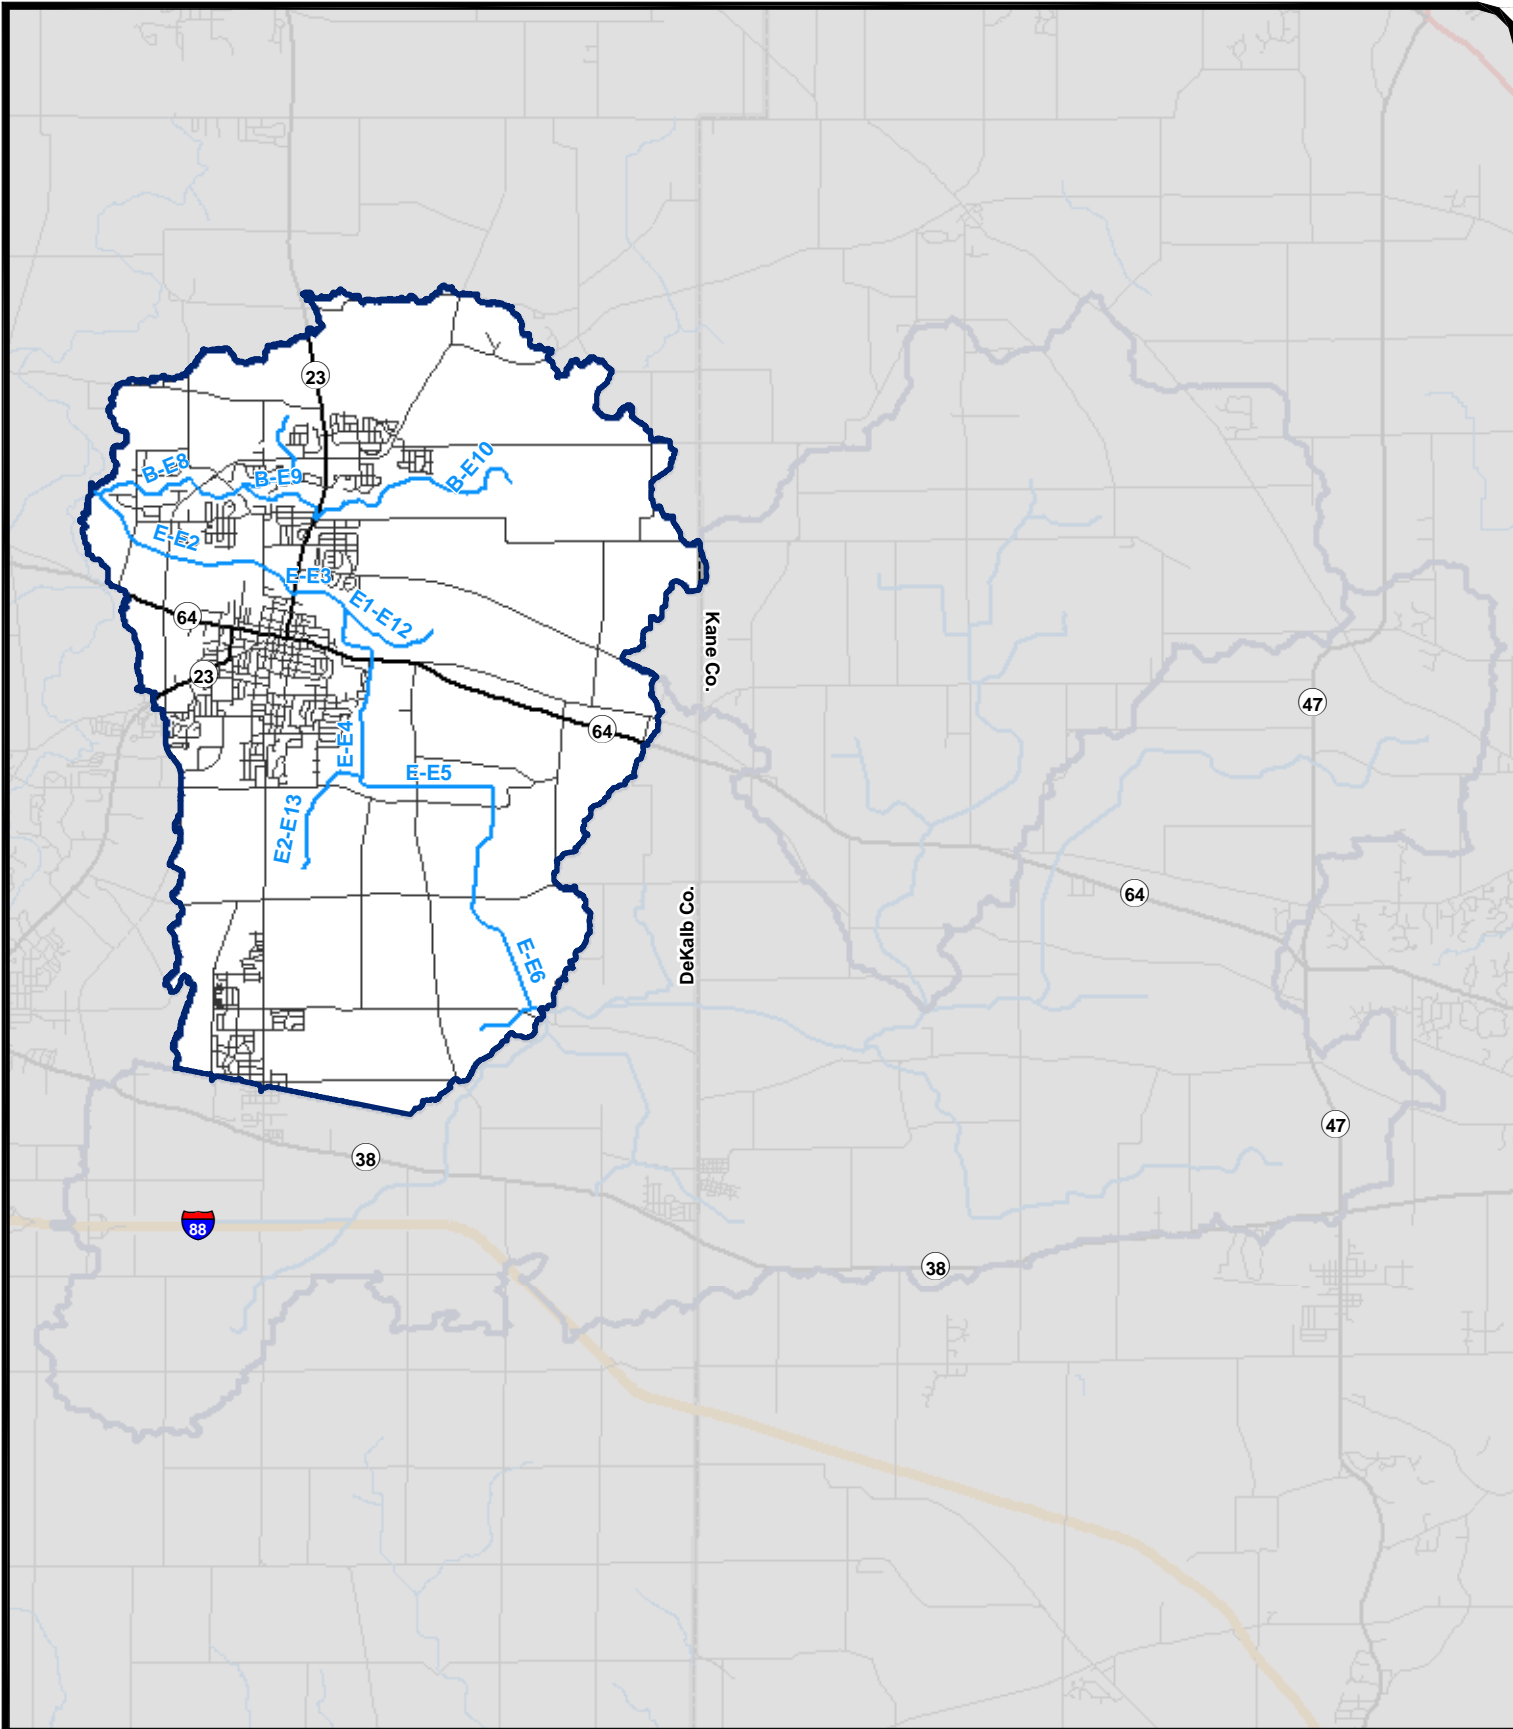 23
B-E8
B-E9
B-E10
E-E2
E-E3
E1-E12
64
Kane Co.
23
47
64
E-E4
E-E5
E2-E13
64
DeKalb Co.
E-E6
47
38
88
38